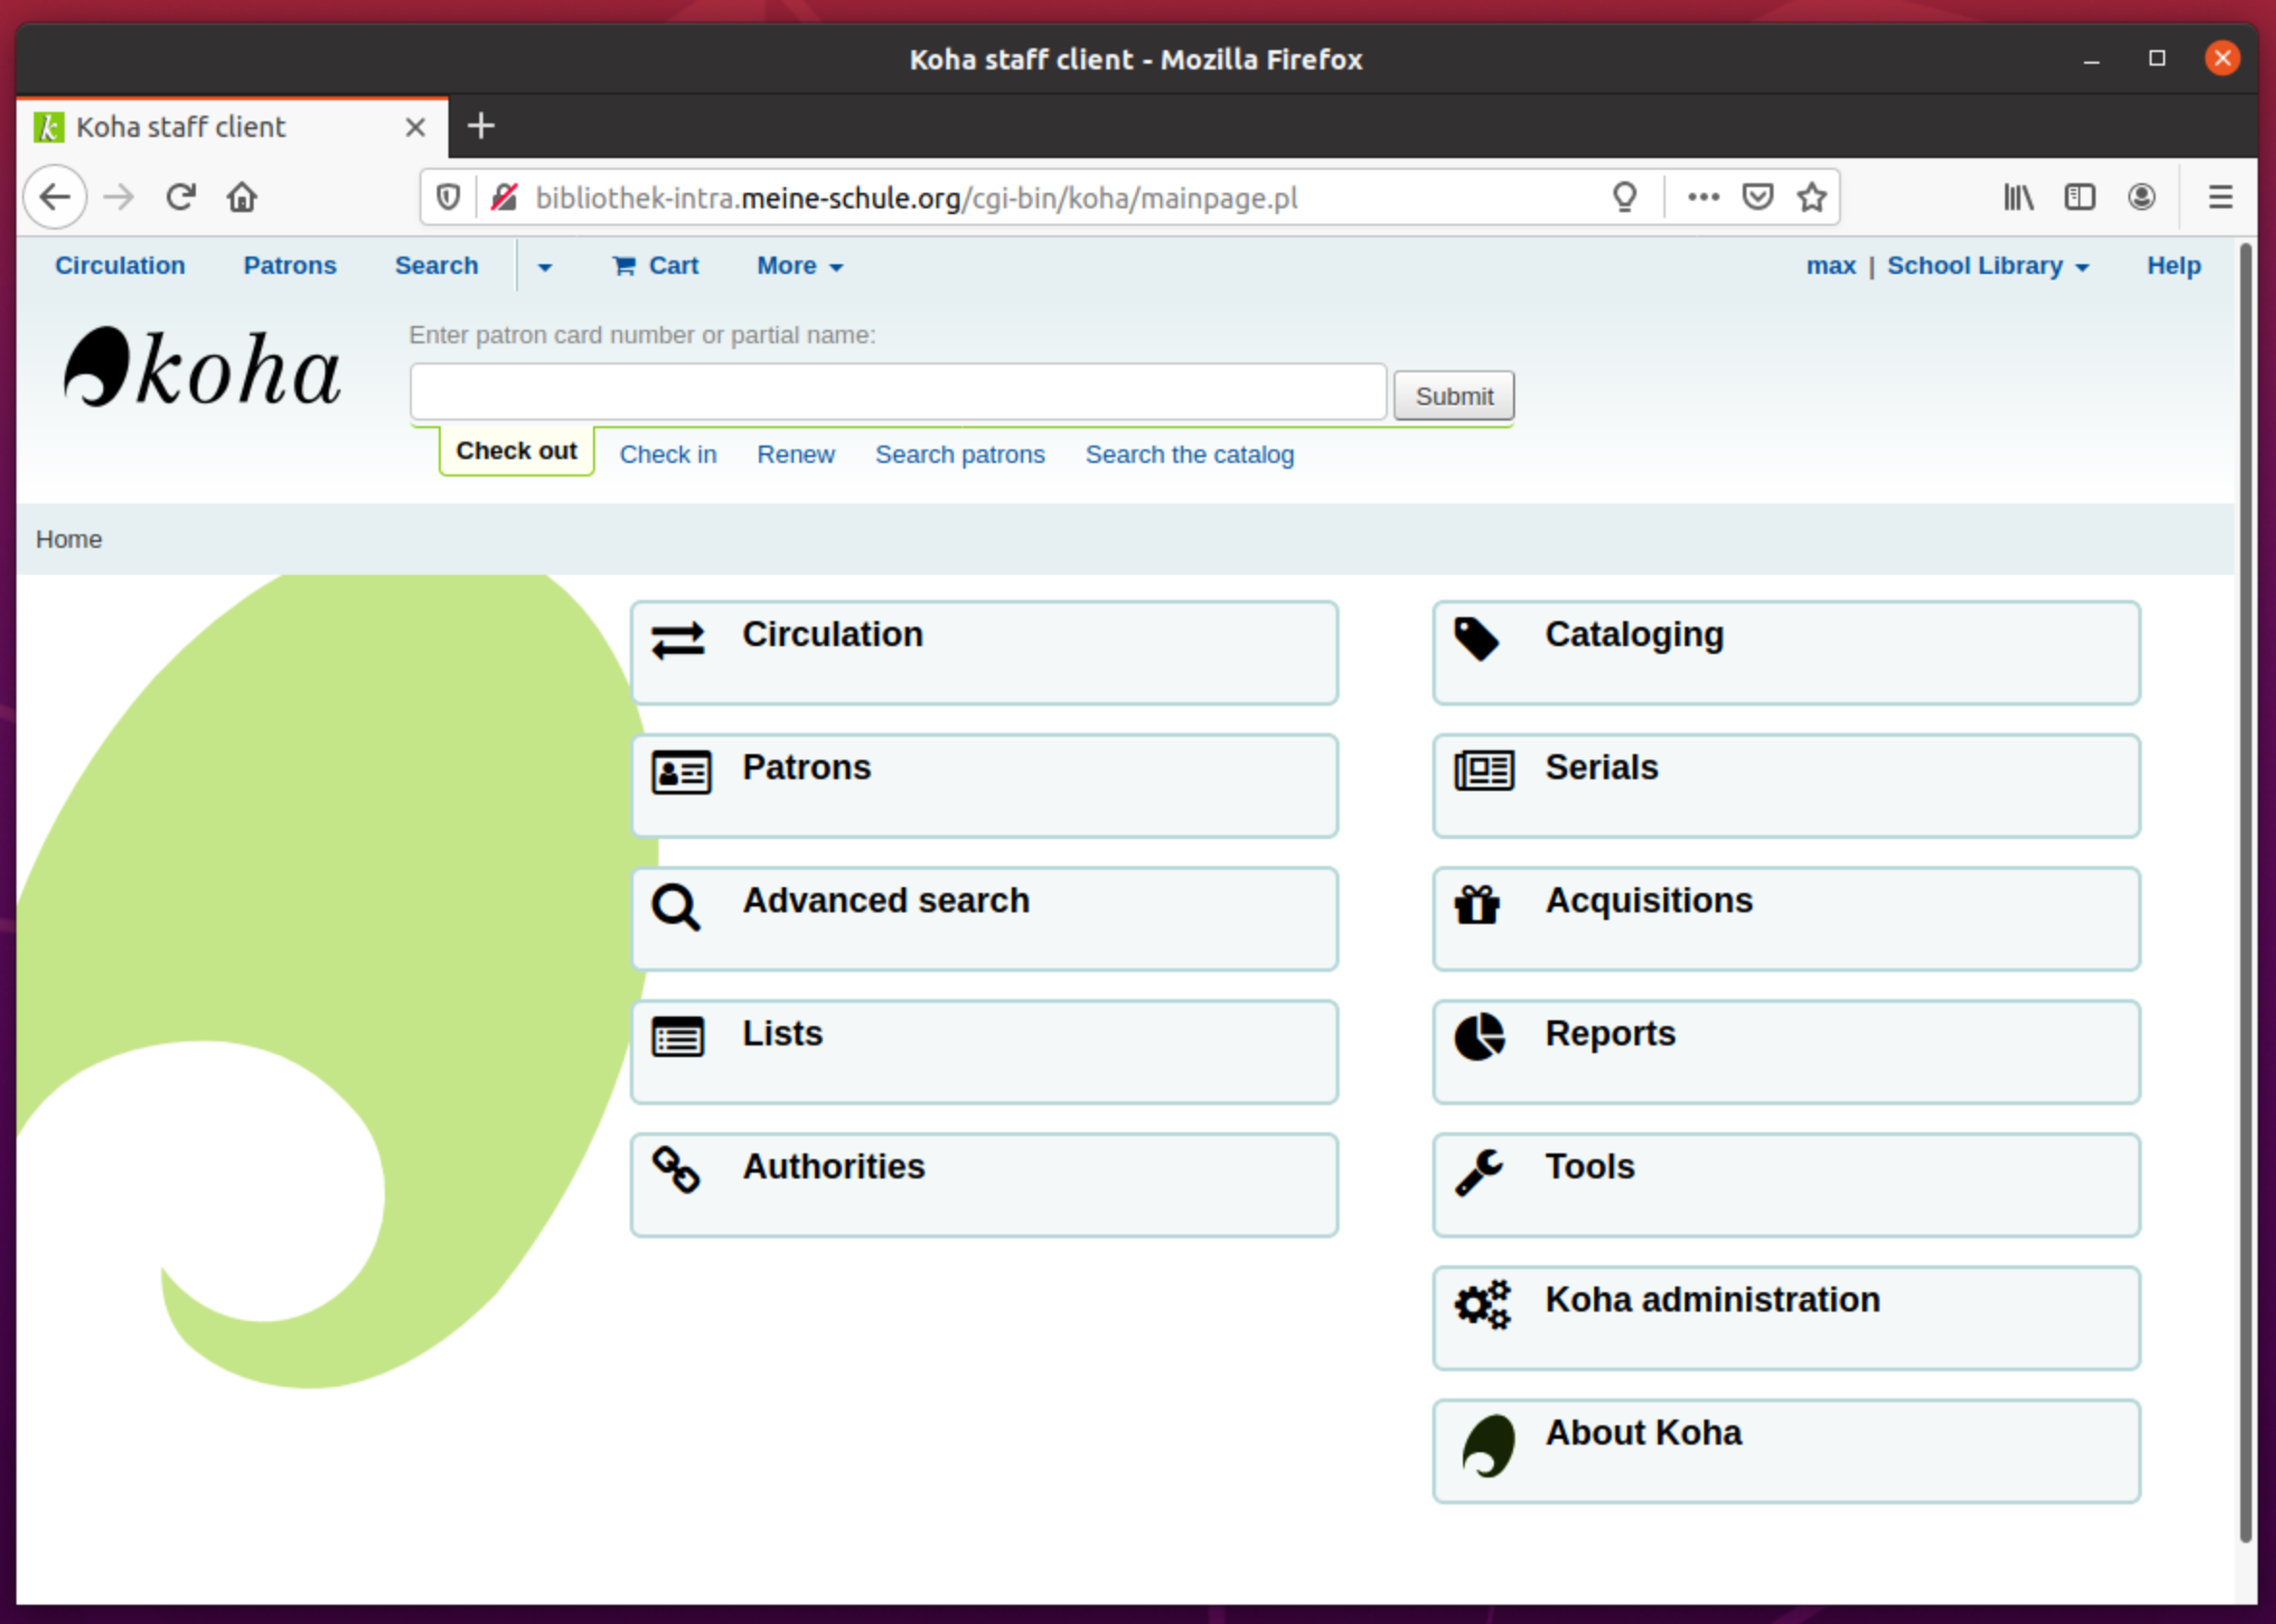 Koha staff client - Mozilla Firefox
Koha staff client
bibliothek-intra.meine-schule.org/cgi-bin/koha/mainpage.pl
Circulation Patrons Search Cart More max | School Library Help
koha
Enter patron card number or partial name:
Submit
Check out Check in Renew Search patrons Search the catalog
Home
Circulation
Cataloging
Patrons
Serials
Advanced search
Acquisitions
Lists
Reports
Authorities
Tools
Koha administration
About Koha